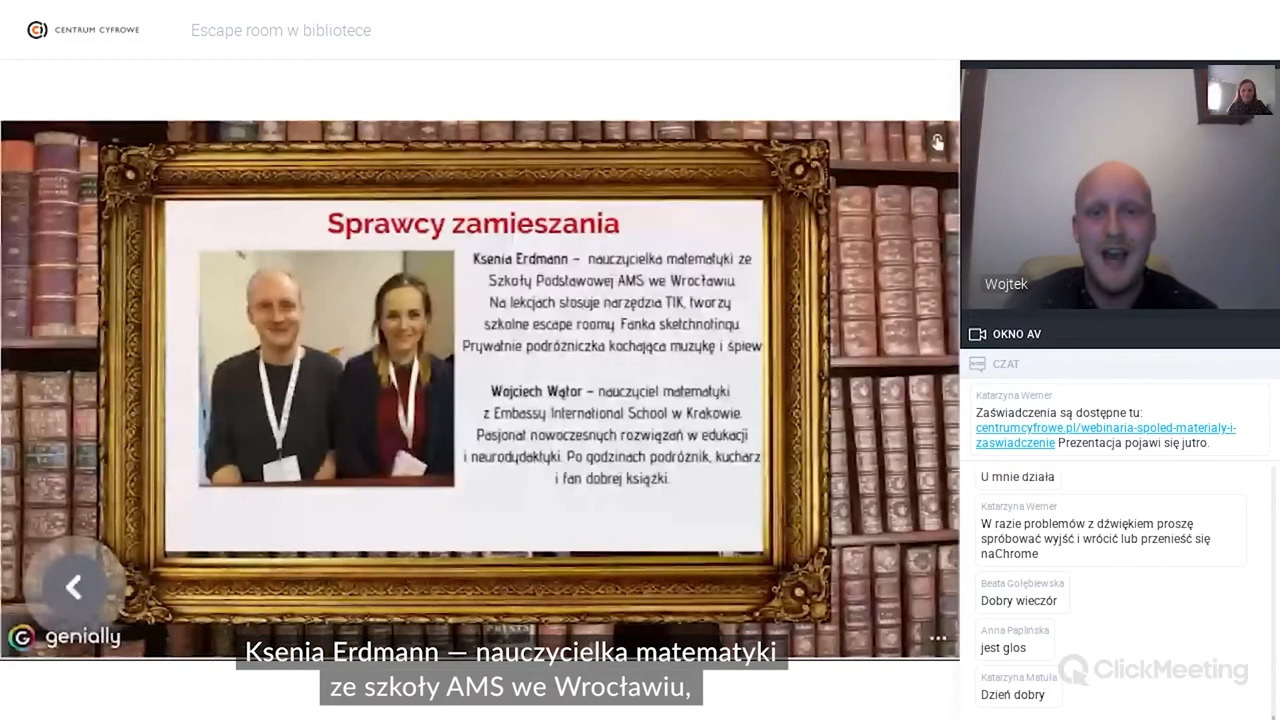 CENTRUM CYFROWE
Escape room w bibliotece
Sprawcy zamieszania
Ksenia Erdmann – nauczycielka matematyki ze
Szkoły Podstawowej AMS we Wrocławiu.
Na lekcjach stosuje narzędzia TIK, tworzy
szkolne escape roomy. Fanka sketchnotingu.
Prywatnie podróżniczka kochająca muzykę i śpiew
Wojciech Wątor – nauczyciel matematyki
z Embassy International School w Krakowie.
Pasjonat nowoczesnych rozwiązań w edukacji
i neurodydaktyki. Po godzinach podróżnik, kucharz
i fan dobrej książki.
genially
Ksenia Erdmann — nauczycielka matematyki
ze szkoły AMS we Wrocławiu,
Wojtek
OKNO AV
CZAT
Katarzyna Werner
Zaświadczenia są dostępne tu:
centrumcyfrowe.pl/webinaria-spoled-materialy-i-
zaswiadczenie Prezentacja pojawi się jutro.
U mnie działa
Katarzyna Werner
W razie problemów z dźwiękiem proszę
spróbować wyjść i wrócić lub przenieść się
naChrome
Beata Gołębiewska
Dobry wieczór
Anna Paplińska
jest glos
Katarzyna Matuła
Dzień dobry
ClickMeeting